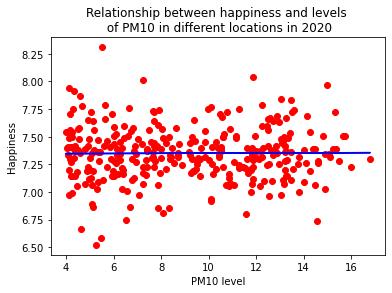 Relationship between happiness and levels
of PM10 in different locations in 2020
8.25
8.00
7.75
7.50
7.25
7.00
6.75
6.50
Happiness
4 6 8 10 12 14 16
PM10 level